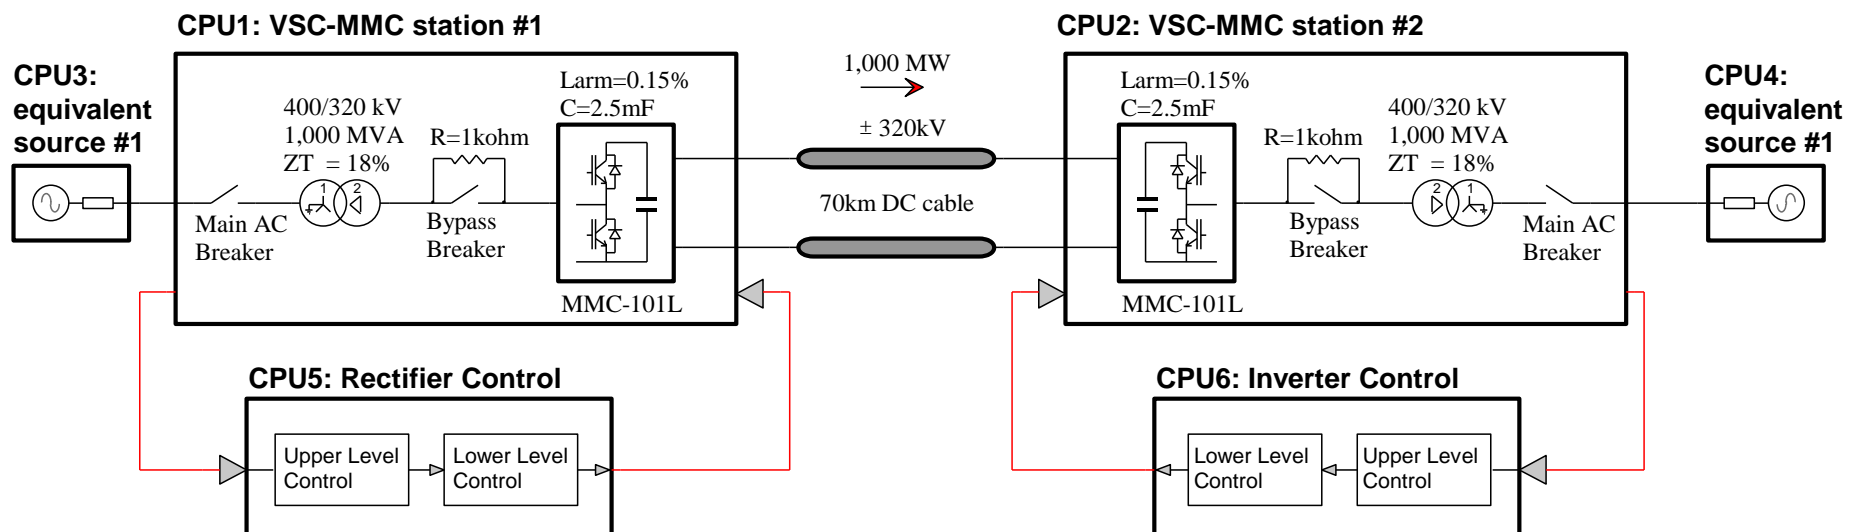 CPU1: VSC-MMC station #1
CPU2: VSC-MMC station #2
CPU3:
equivalent
source #1
400/320 kV
1,000 MVA
ZT = 18%
1
2
Main AC
Breaker
R=1kohm
Bypass
Breaker
Larm=0.15%
C=2.5mF
MMC-101L
1,000 MW
± 320kV
70km DC cable
Larm=0.15%
C=2.5mF
MMC-101L
R=1kohm
Bypass
Breaker
400/320 kV
1,000 MVA
ZT = 18%
2
1
Main AC
Breaker
CPU4:
equivalent
source #1
CPU5: Rectifier Control
Upper Level
Control
Lower Level
Control
CPU6: Inverter Control
Lower Level
Control
Upper Level
Control